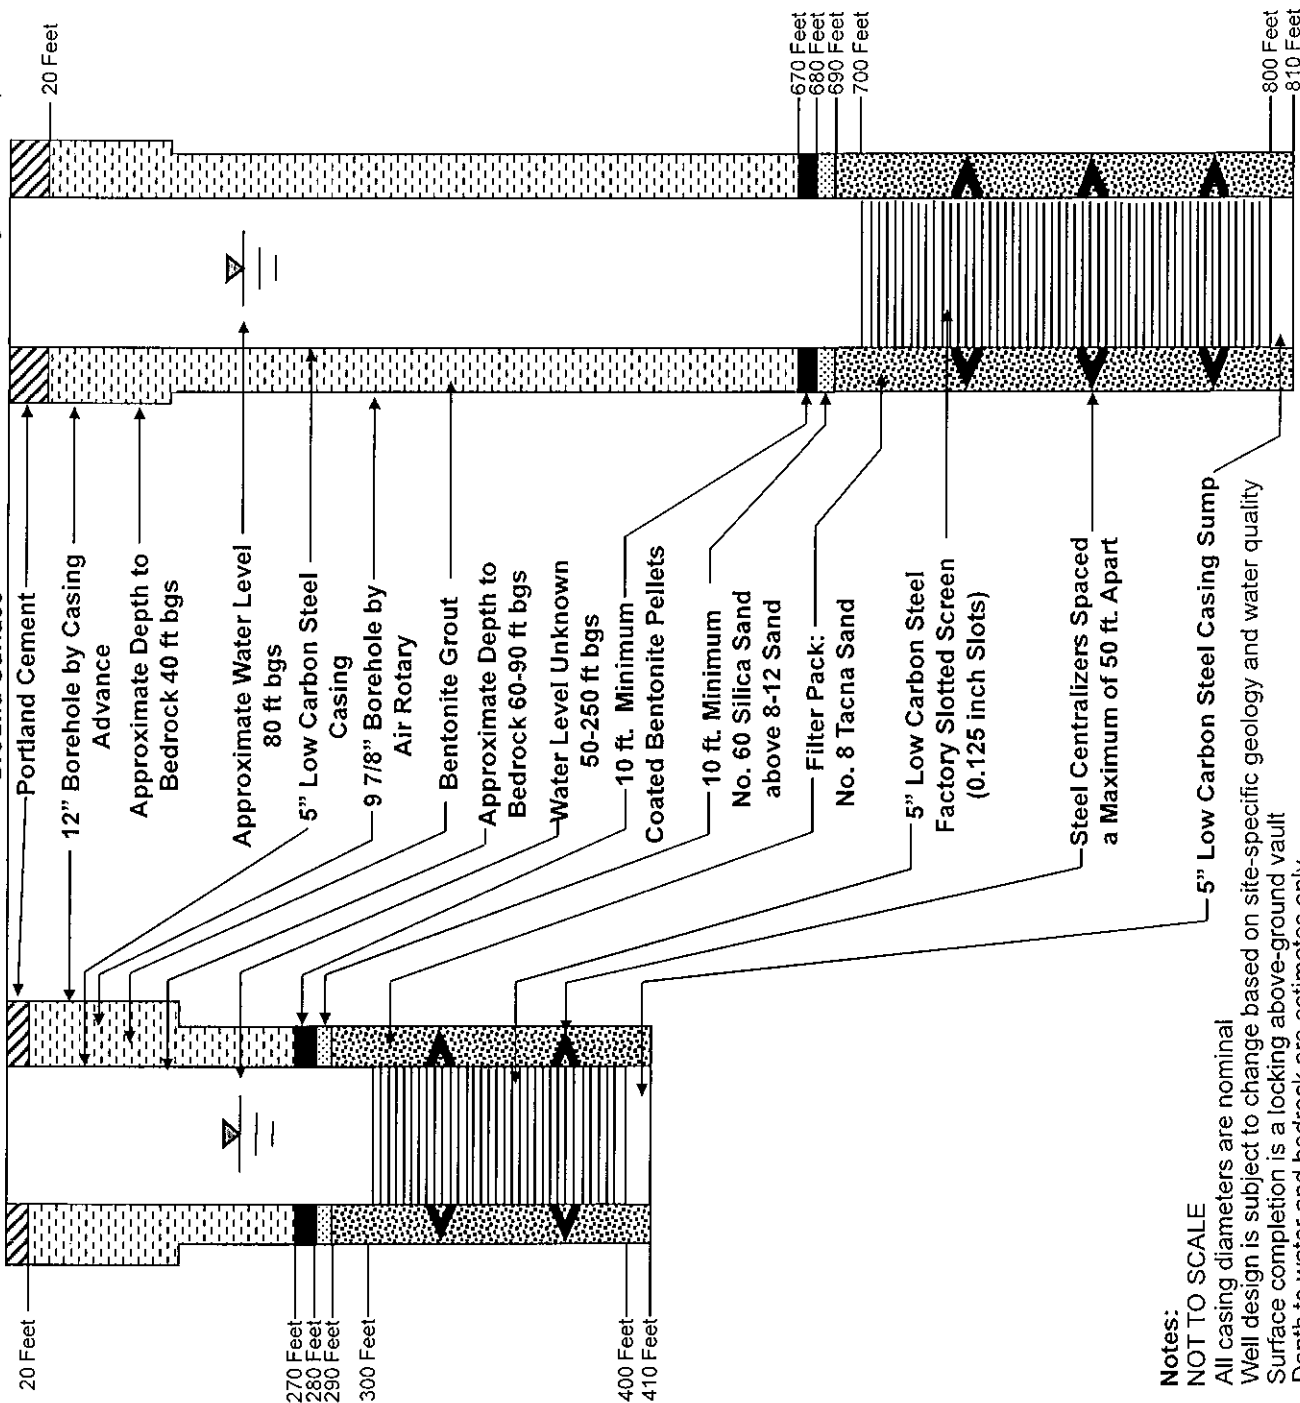 20 Feet
270 Feet
280 Feet
290 Feet
300 Feet
400 Feet
410 Feet
Portland Cement
12” Borehole by Casing
Advance
Approximate Depth to
Bedrock 40 ft bgs
Approximate Water Level
80 ft bgs
5” Low Carbon Steel
Casing
9 7/8” Borehole by
Air Rotary
Bentonite Grout
Approximate Depth to
Bedrock 60-90 ft bgs
Water Level Unknown
50-250 ft bgs
10 ft. Minimum
Coated Bentonite Pellets
10 ft. Minimum
No. 60 Silica Sand
above 8-12 Sand
Filter Pack:
No. 8 Tacna Sand
5” Low Carbon Steel
Factory Slotted Screen
(0.125 inch Slots)
Steel Centralizers Spaced
a Maximum of 50 ft. Apart
5” Low Carbon Steel Casing Sump
20 Feet
670 Feet
680 Feet
690 Feet
700 Feet
800 Feet
810 Feet
Notes:
NOT TO SCALE
All casing diameters are nominal
Well design is subject to change based on site-specific geology and water quality
Surface completion is a locking above-ground vault
Depth to water and bedrock are estimates only